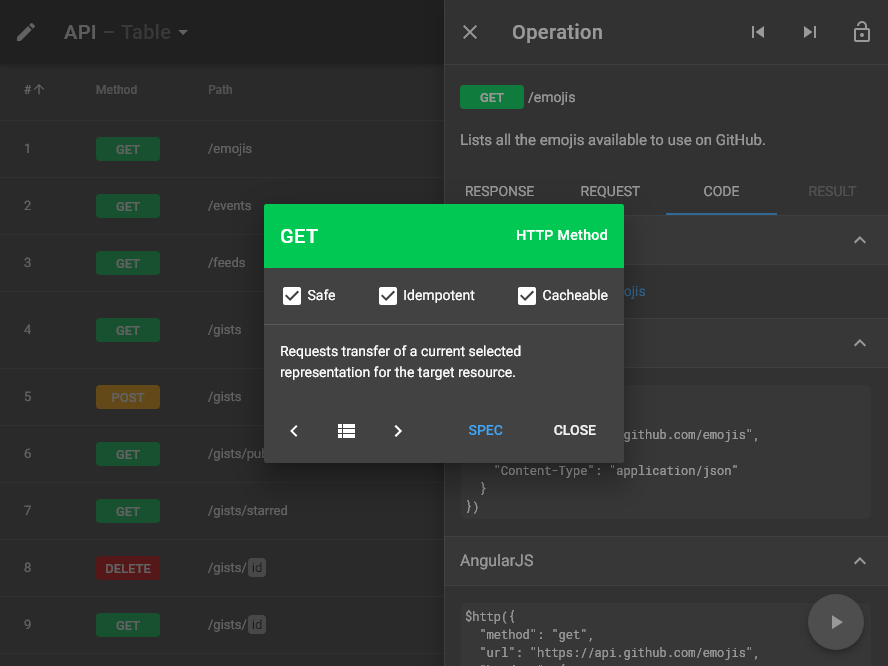 API – Table
# Method Path
1 GET /emojis
2 GET /events
3 GET /feeds
4 GET /gists
5 POST /gists
6 GET /gists/pu
7 GET /gists/starred
8 DELETE /gists/ id
9 GET /gists/ id
Operation
GET /emojis
Lists all the emojis available to use on GitHub.
RESPONSE REQUEST CODE RESULT
GET HTTP Method
Safe Idempotent Cacheable
Requests transfer of a current selected
representation for the target resource.
SPEC CLOSE
ojis
github.com/emojis",
"Content-Type": "application/json"
}
})
AngularJS
$http({
"method": "get",
"url": "https://api.github.com/emojis",